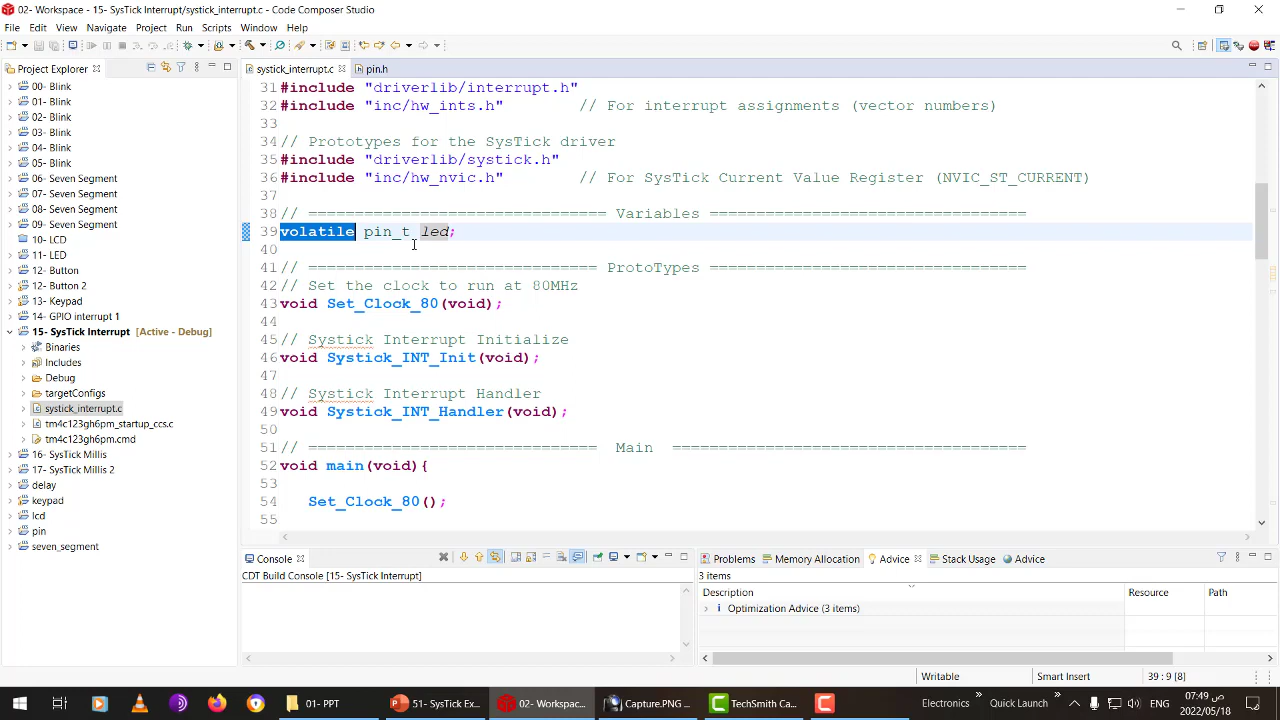 02- Workspace - 15- SysTick Interrupt/systick_interrupt.c - Code Composer Studio
File Edit View Navigate Project Run Scripts Window Help
Project Explorer
systick_interrupt.c
pin.h
00- Blink
01- Blink
02- Blink
03- Blink
04- Blink
05- Blink
06- Seven Segment
07- Seven Segment
08- Seven Segment
09- Seven Segment
10- LCD
11- LED
12- Button
12- Button 2
13- Keypad
14- GPIO interrupt 1
15- SysTick Interrupt [Active - Debug]
Binaries
Includes
Debug
targetConfigs
systick_interrupt.c
tm4c123gh6pm_startup_ccs.c
tm4c123gh6pm.cmd
16- SysTick Millis
17- SysTick Millis 2
delay
keypad
lcd
pin
seven_segment
31 #include "driverlib/interrupt.h"
32 #include "inc/hw_ints.h" // For interrupt assignments (vector numbers)
33
34 // Prototypes for the SysTick driver
35 #include "driverlib/systick.h"
36 #include "inc/hw_nvic.h" // For SysTick Current Value Register (NVIC_ST_CURRENT)
37
38 // ================================ Variables ==================================
39 volatile pin_t led;
40
41 // =============================== ProtoTypes ==================================
42 // Set the clock to run at 80MHz
43 void Set_Clock_80(void);
44
45 // Systick Interrupt Initialize
46 void Systick_INT_Init(void);
47
48 // Systick Interrupt Handler
49 void Systick_INT_Handler(void);
50
51 // =============================== Main ======================================
52 void main(void){
53
54 Set_Clock_80();
55
Console
CDT Build Console [15- SysTick Interrupt]
Problems Memory Allocation Advice Stack Usage Advice
3 items
Description Resource Path
Optimization Advice (3 items)
Writable Smart Insert 39 : 9 [8]
01- PPT
51- SysTick Ex...
02- Workspac...
Capture.PNG ...
TechSmith Ca...
Electronics
Quick Launch
07:49 ص
2022/05/18